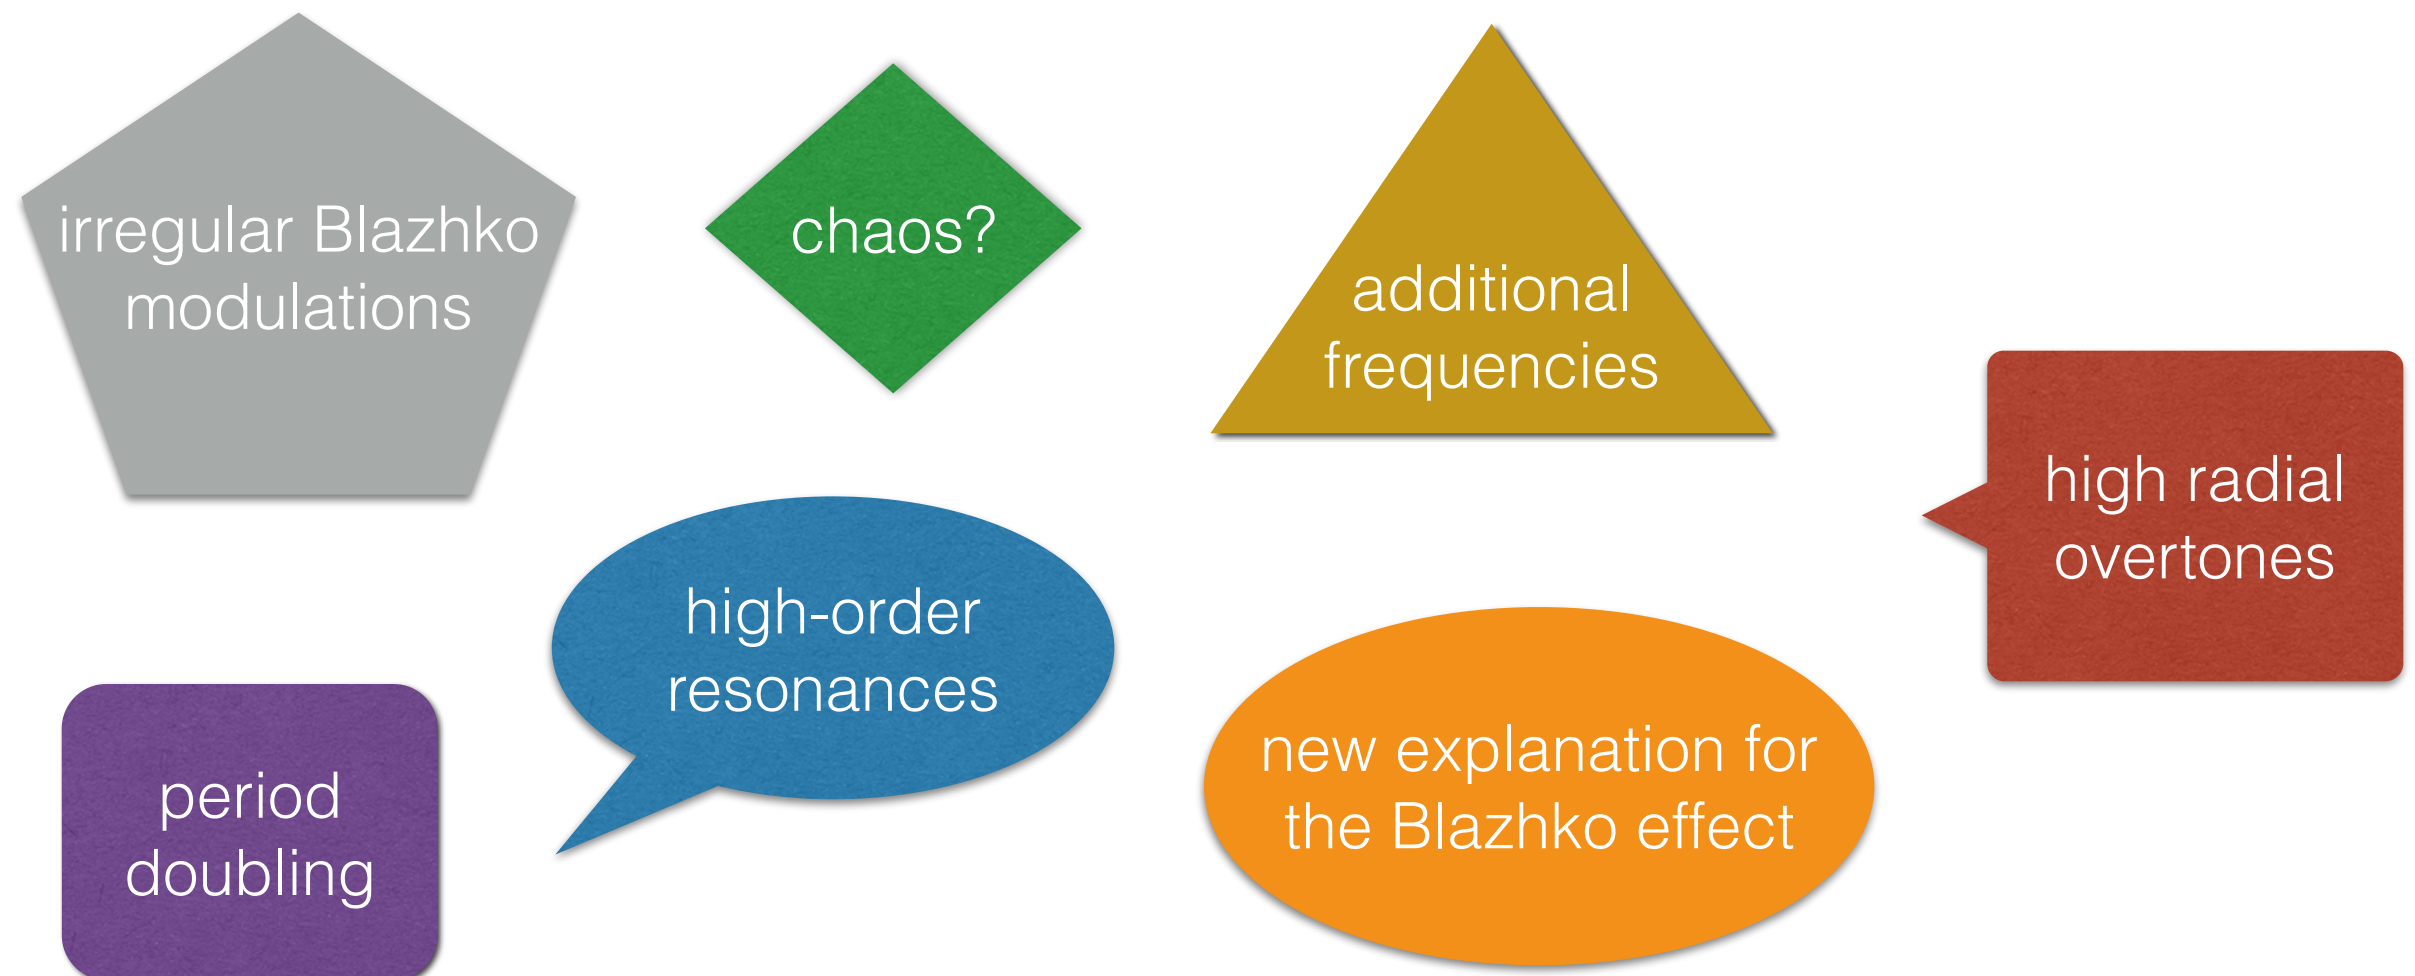 irregular Blazhko
modulations
chaos?
additional
frequencies
high radial
overtones
high-order
resonances
new explanation for
the Blazhko effect
period
doubling